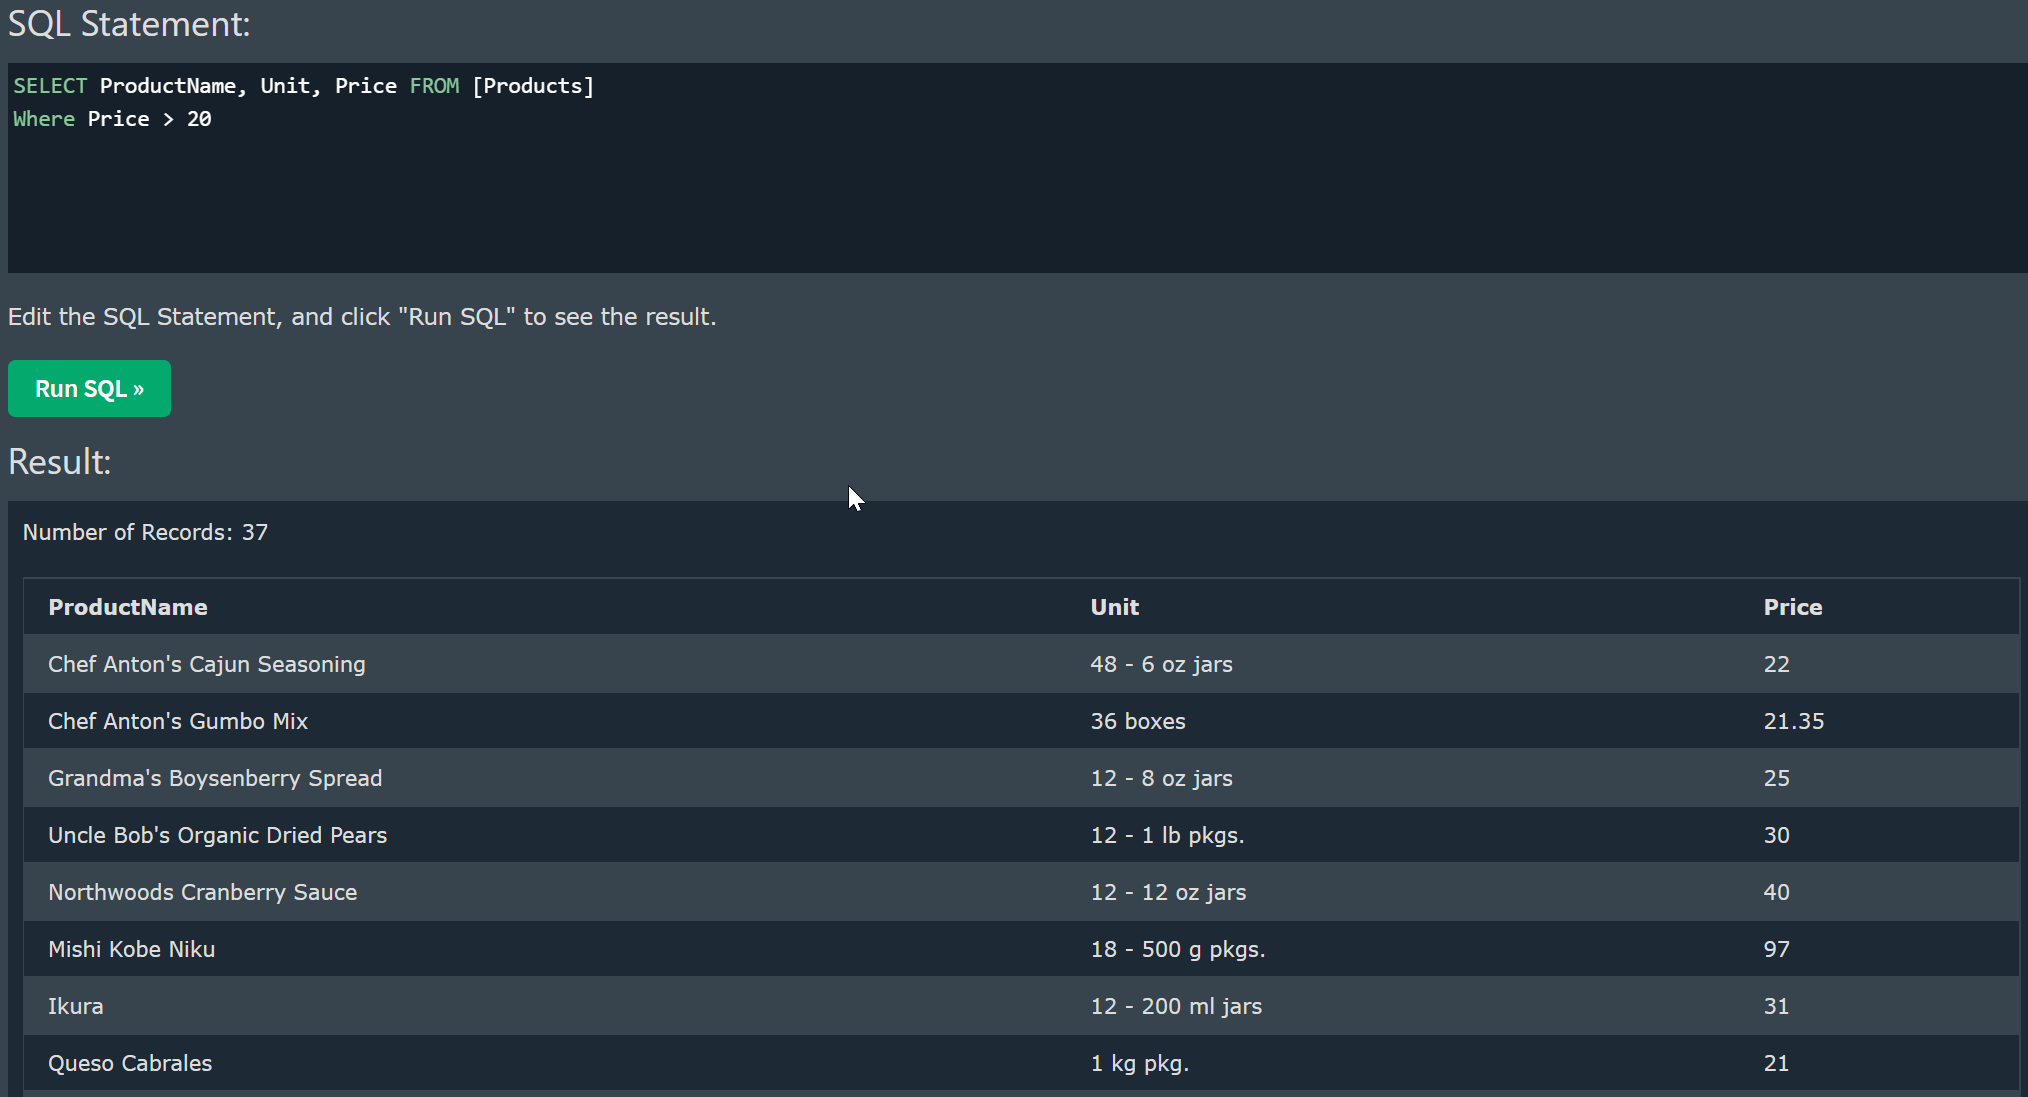 SQL Statement:
SELECT ProductName, Unit, Price FROM [Products]
Where Price > 20
Edit the SQL Statement, and click "Run SQL" to see the result.
Run SQL »
Result:
Number of Records: 37
ProductName Unit Price
Chef Anton's Cajun Seasoning 48 - 6 oz jars 22
Chef Anton's Gumbo Mix 36 boxes 21.35
Grandma's Boysenberry Spread 12 - 8 oz jars 25
Uncle Bob's Organic Dried Pears 12 - 1 lb pkgs. 30
Northwoods Cranberry Sauce 12 - 12 oz jars 40
Mishi Kobe Niku 18 - 500 g pkgs. 97
Ikura 12 - 200 ml jars 31
Queso Cabrales 1 kg pkg. 21